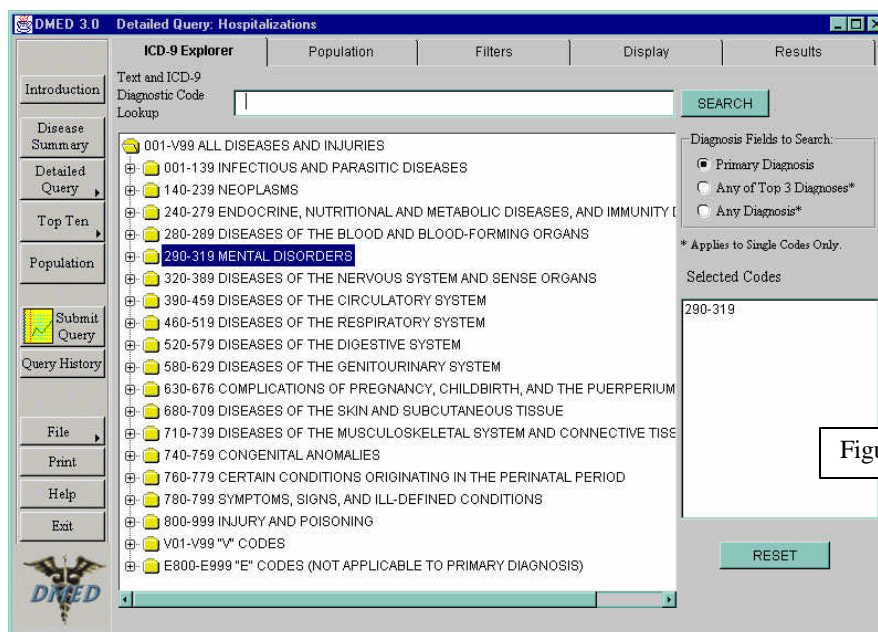 DMED 3.0 Detailed Query: Hospitalizations
ICD-9 Explorer Population Filters Display Results
Introduction
Disease
Summary
Detailed
Query
Top Ten
Population
Submit
Query
Query History
File
Print
Help
Exit
DMED
Text and ICD-9
Diagnostic Code
Lookup
SEARCH
001-V99 ALL DISEASES AND INJURIES
001-139 INFECTIOUS AND PARASITIC DISEASES
140-239 NEOPLASMS
240-279 ENDOCRINE, NUTRITIONAL AND METABOLIC DISEASES, AND IMMUNITY
280-289 DISEASES OF THE BLOOD AND BLOOD-FORMING ORGANS
290-319 MENTAL DISORDERS
320-389 DISEASES OF THE NERVOUS SYSTEM AND SENSE ORGANS
390-459 DISEASES OF THE CIRCULATORY SYSTEM
460-519 DISEASES OF THE RESPIRATORY SYSTEM
520-579 DISEASES OF THE DIGESTIVE SYSTEM
580-629 DISEASES OF THE GENITOURINARY SYSTEM
630-676 COMPLICATIONS OF PREGNANCY, CHILDBIRTH, AND THE PUERPERIUM
680-709 DISEASES OF THE SKIN AND SUBCUTANEOUS TISSUE
710-739 DISEASES OF THE MUSCULOSKELETAL SYSTEM AND CONNECTIVE TISS
740-759 CONGENITAL ANOMALIES
760-779 CERTAIN CONDITIONS ORIGINATING IN THE PERINATAL PERIOD
780-799 SYMPTOMS, SIGNS, AND ILL-DEFINED CONDITIONS
800-999 INJURY AND POISONING
V01-V99 "V" CODES
E800-E999 "E" CODES (NOT APPLICABLE TO PRIMARY DIAGNOSIS)
Diagnosis Fields to Search:
Primary Diagnosis
Any of Top 3 Diagnoses*
Any Diagnosis*
* Applies to Single Codes Only.
Selected Codes
290-319
Figu
RESET